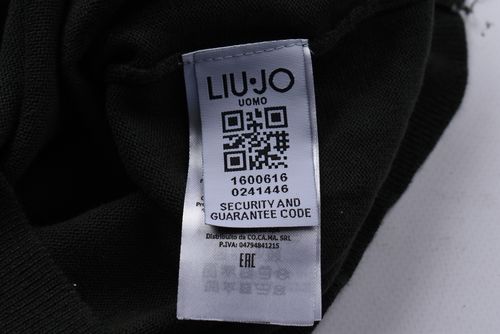 LIU·JO
UOMO
1600616
0241446
SECURITY AND
GUARANTEE CODE
Distribuito da CO.CA.MA. SRL
P.IVA: 04794841215
EAC